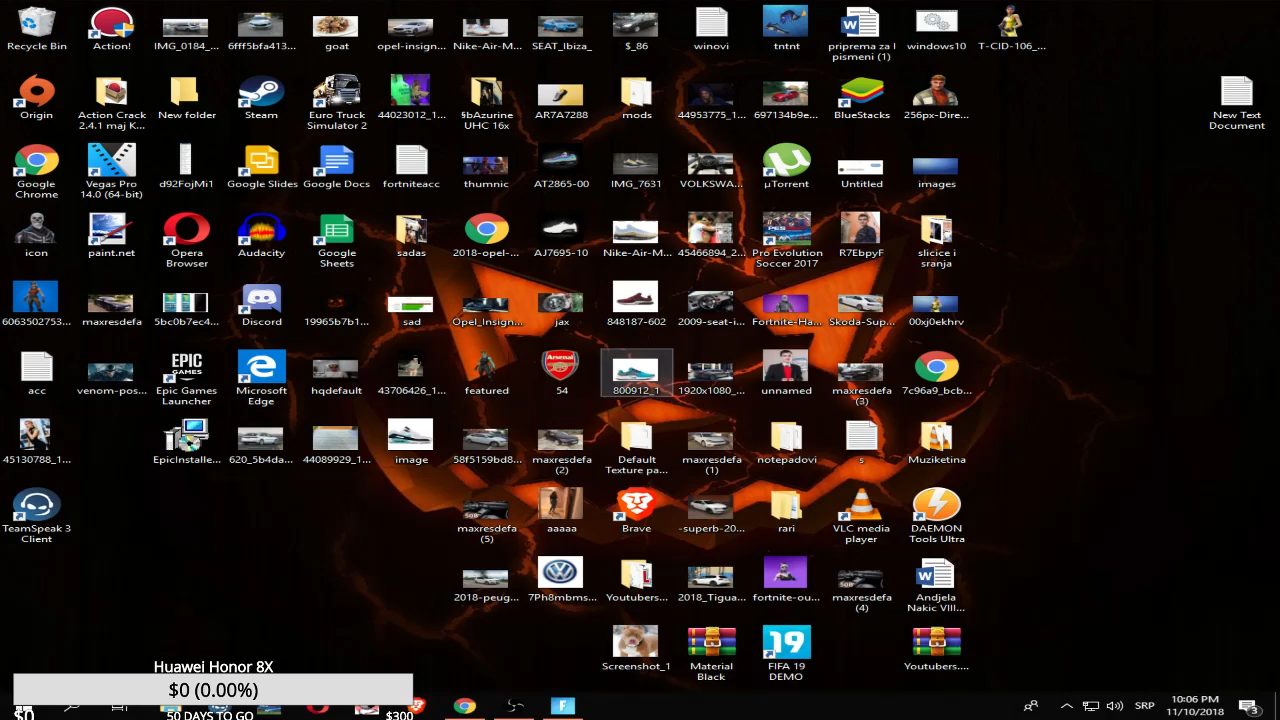 Recycle Bin
Action!
IMG_0184_...
6fff5bfa413...
goat
opel-insign...
Nike-Air-M...
SEAT_Ibiza_
$_86
winovi
tntnt
priprema za I
pismeni (1)
windows10
T-CID-106_...
Origin
Action Crack
2.4.1 maj K...
New folder
Steam
Euro Truck
Simulator 2
44023012_1...
§bAzurine
UHC 16x
AR7A7288
mods
44953775_1...
697134b9e...
BlueStacks
256px-Dire...
New Text
Document
Google
Chrome
Vegas Pro
14.0 (64-bit)
d92FojMi1
Google Slides
Google Docs
fortniteacc
thumnic
AT2865-00
IMG_7631
VOLKSWA...
µTorrent
Untitled
images
icon
paint.net
Opera
Browser
Audacity
Google
Sheets
sadas
2018-opel-...
AJ7695-10
Nike-Air-M...
45466894_2...
PES
Pro Evolution
Soccer 2017
R7EbpyF
slicice i
sranja
6063502753...
maxresdefa
5bc0b7ec4...
Discord
19965b7b1...
sad
Opel_Insign...
jax
848187-602
2009-seat-i...
Fortnite-Ha...
Skoda-Sup...
00xj0ekhrv
acc
venom-pos...
EPIC
GAMES
Epic Games
Launcher
Microsoft
Edge
hqdefault
43706426_1...
featured
Arsenal
54
800912_1
1920x1080_...
unnamed
maxresdefa
(3)
7c96a9_bcb...
45130788_1...
EpicInstalle...
620_5b4da...
44089929_1...
image
58f5159bd8...
maxresdefa
(2)
Default
Texture pa...
maxresdefa
(1)
notepadovi
s
Muziketina
TeamSpeak 3
Client
maxresdefa
(5)
aaaaa
Brave
-superb-20...
rari
VLC media
player
DAEMON
Tools Ultra
2018-peug...
7Ph8mbms...
Youtubers...
2018_Tigua...
fortnite-ou...
maxresdefa
(4)
Andjela
Nakic VIII...
Screenshot_1
Material
Black
19
FIFA 19
DEMO
Youtubers....
Huawei Honor 8X
$0 (0.00%)
$0
50 DAYS TO GO
$300
SRP
10:06 PM
11/10/2018
3